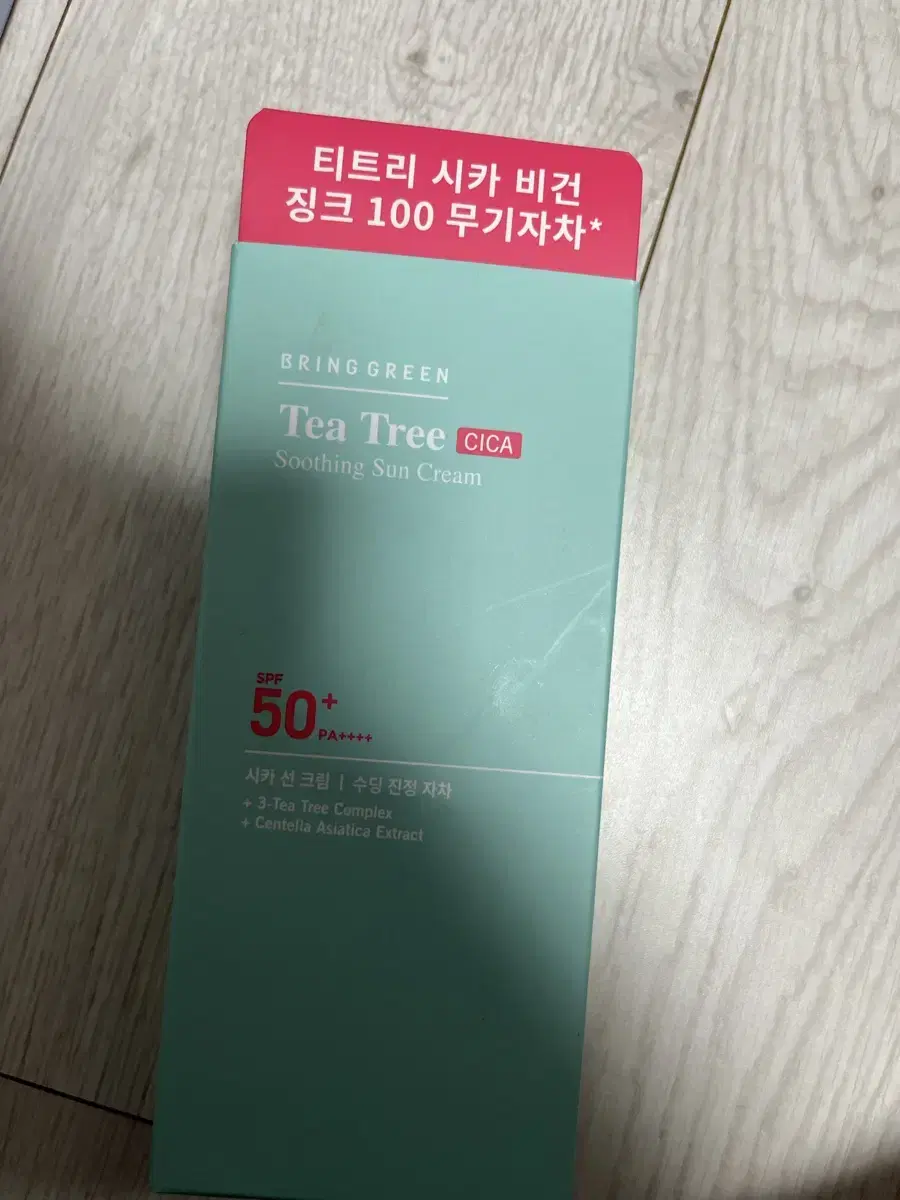 티트리 시카 비건
징크 100 무기자차*
BRING GREEN
Tea Tree CICA
Soothing Sun Cream
SPF
50+
PA++++
시카 선 크림 | 수딩 진정 자차
+ 3-Tea Tree Complex
+ Centella Asiatica Extract